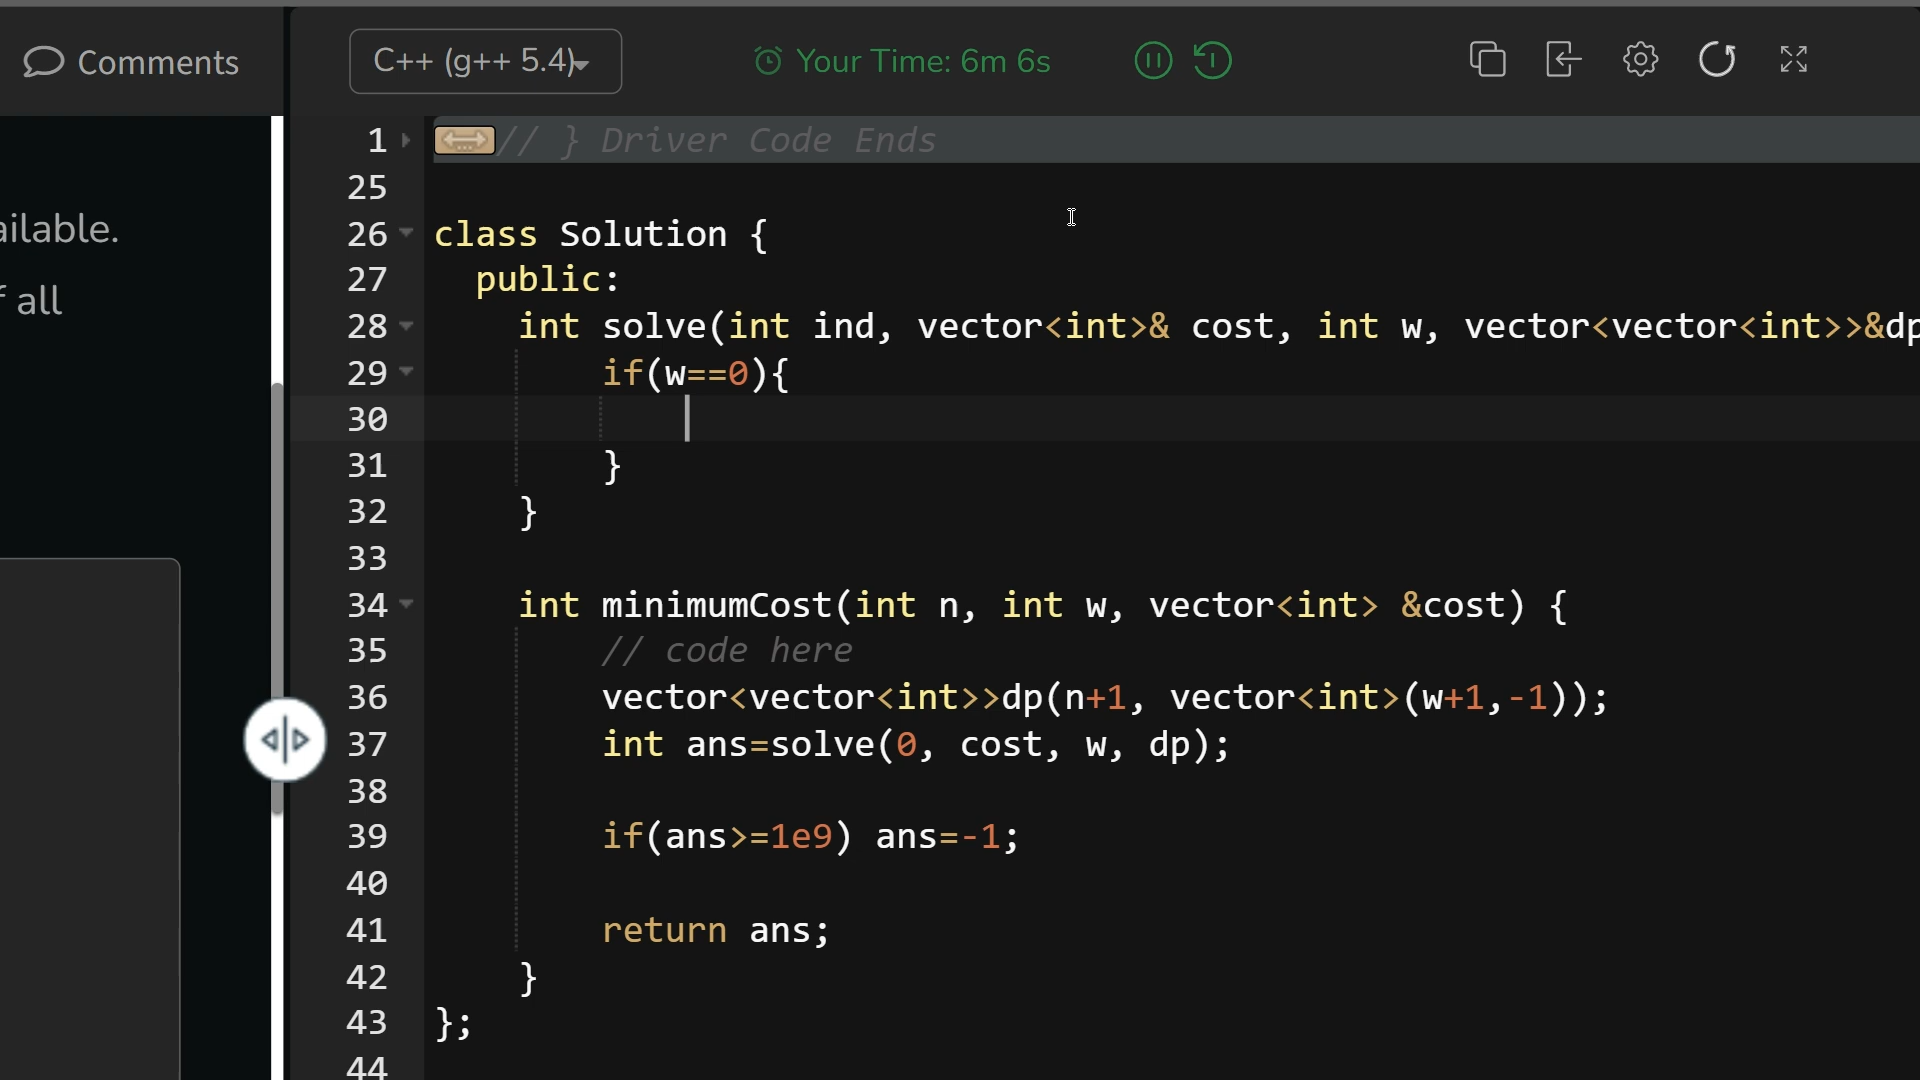 Comments
C++ (g++ 5.4)
Your Time: 6m 6s
ailable.
f all
1 // } Driver Code Ends
25
26 class Solution {
27 public:
28 int solve(int ind, vector<int>& cost, int w, vector<vector<int>>&dp
29 if(w==0){
30
31 }
32 }
33
34 int minimumCost(int n, int w, vector<int> &cost) {
35 // code here
36 vector<vector<int>>dp(n+1, vector<int>(w+1,-1));
37 int ans=solve(0, cost, w, dp);
38
39 if(ans>=1e9) ans=-1;
40
41 return ans;
42 }
43 };
44